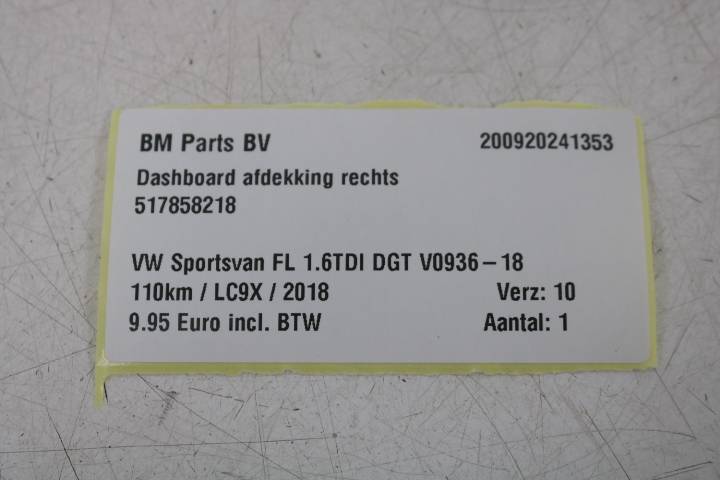 BM Parts BV 200920241353
Dashboard afdekking rechts
517858218
VW Sportsvan FL 1.6TDI DGT V0936-18
110km / LC9X / 2018 Verz: 10
9.95 Euro incl. BTW Aantal: 1